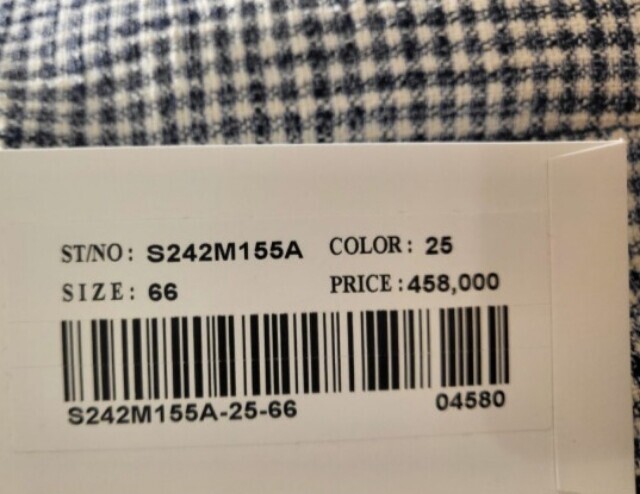 ST/NO: S242M155A COLOR: 25
SIZE: 66 PRICE: 458,000
S242M155A-25-66 04580